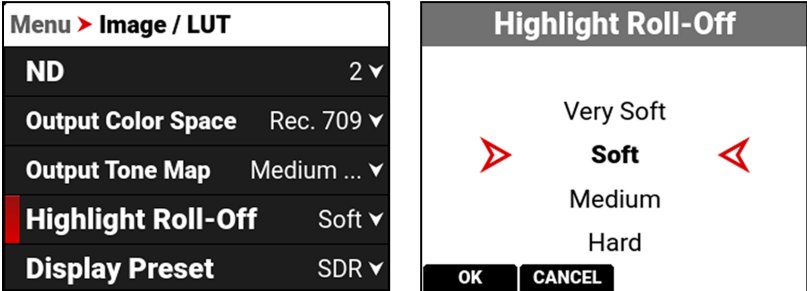 Menu > Image / LUT
ND 2
Output Color Space Rec. 709
Output Tone Map Medium ...
Highlight Roll-Off Soft
Display Preset SDR
Highlight Roll-Off
Very Soft
Soft
Medium
Hard
OK CANCEL